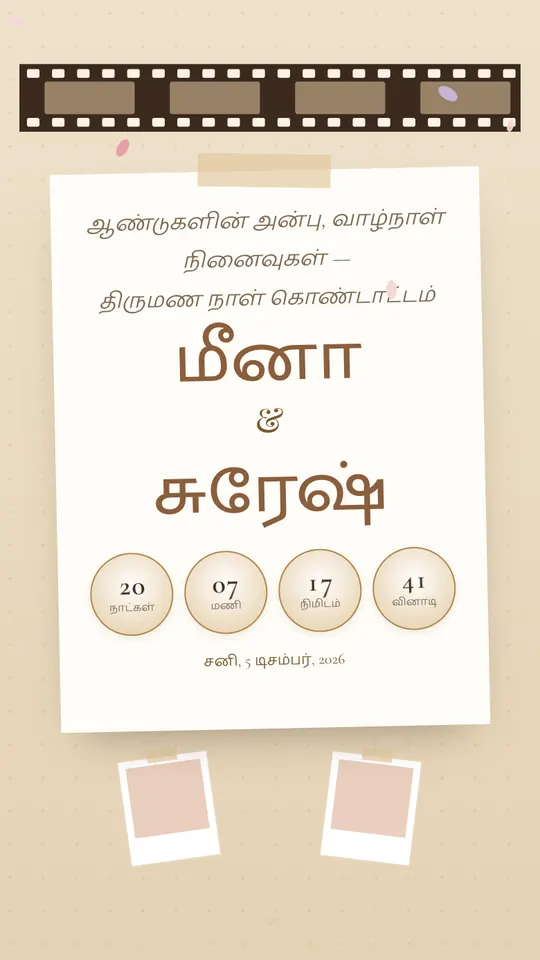 ஆண்டுகளின் அன்பு, வாழ்நாள்
நினைவுகள் —
திருமண நாள் கொண்டாட்டம்
மீனா
&
சுரேஷ்
20 07 17 41
நாட்கள் மணி நிமிடம் வினாடி
சனி, 5 டிசம்பர், 2026